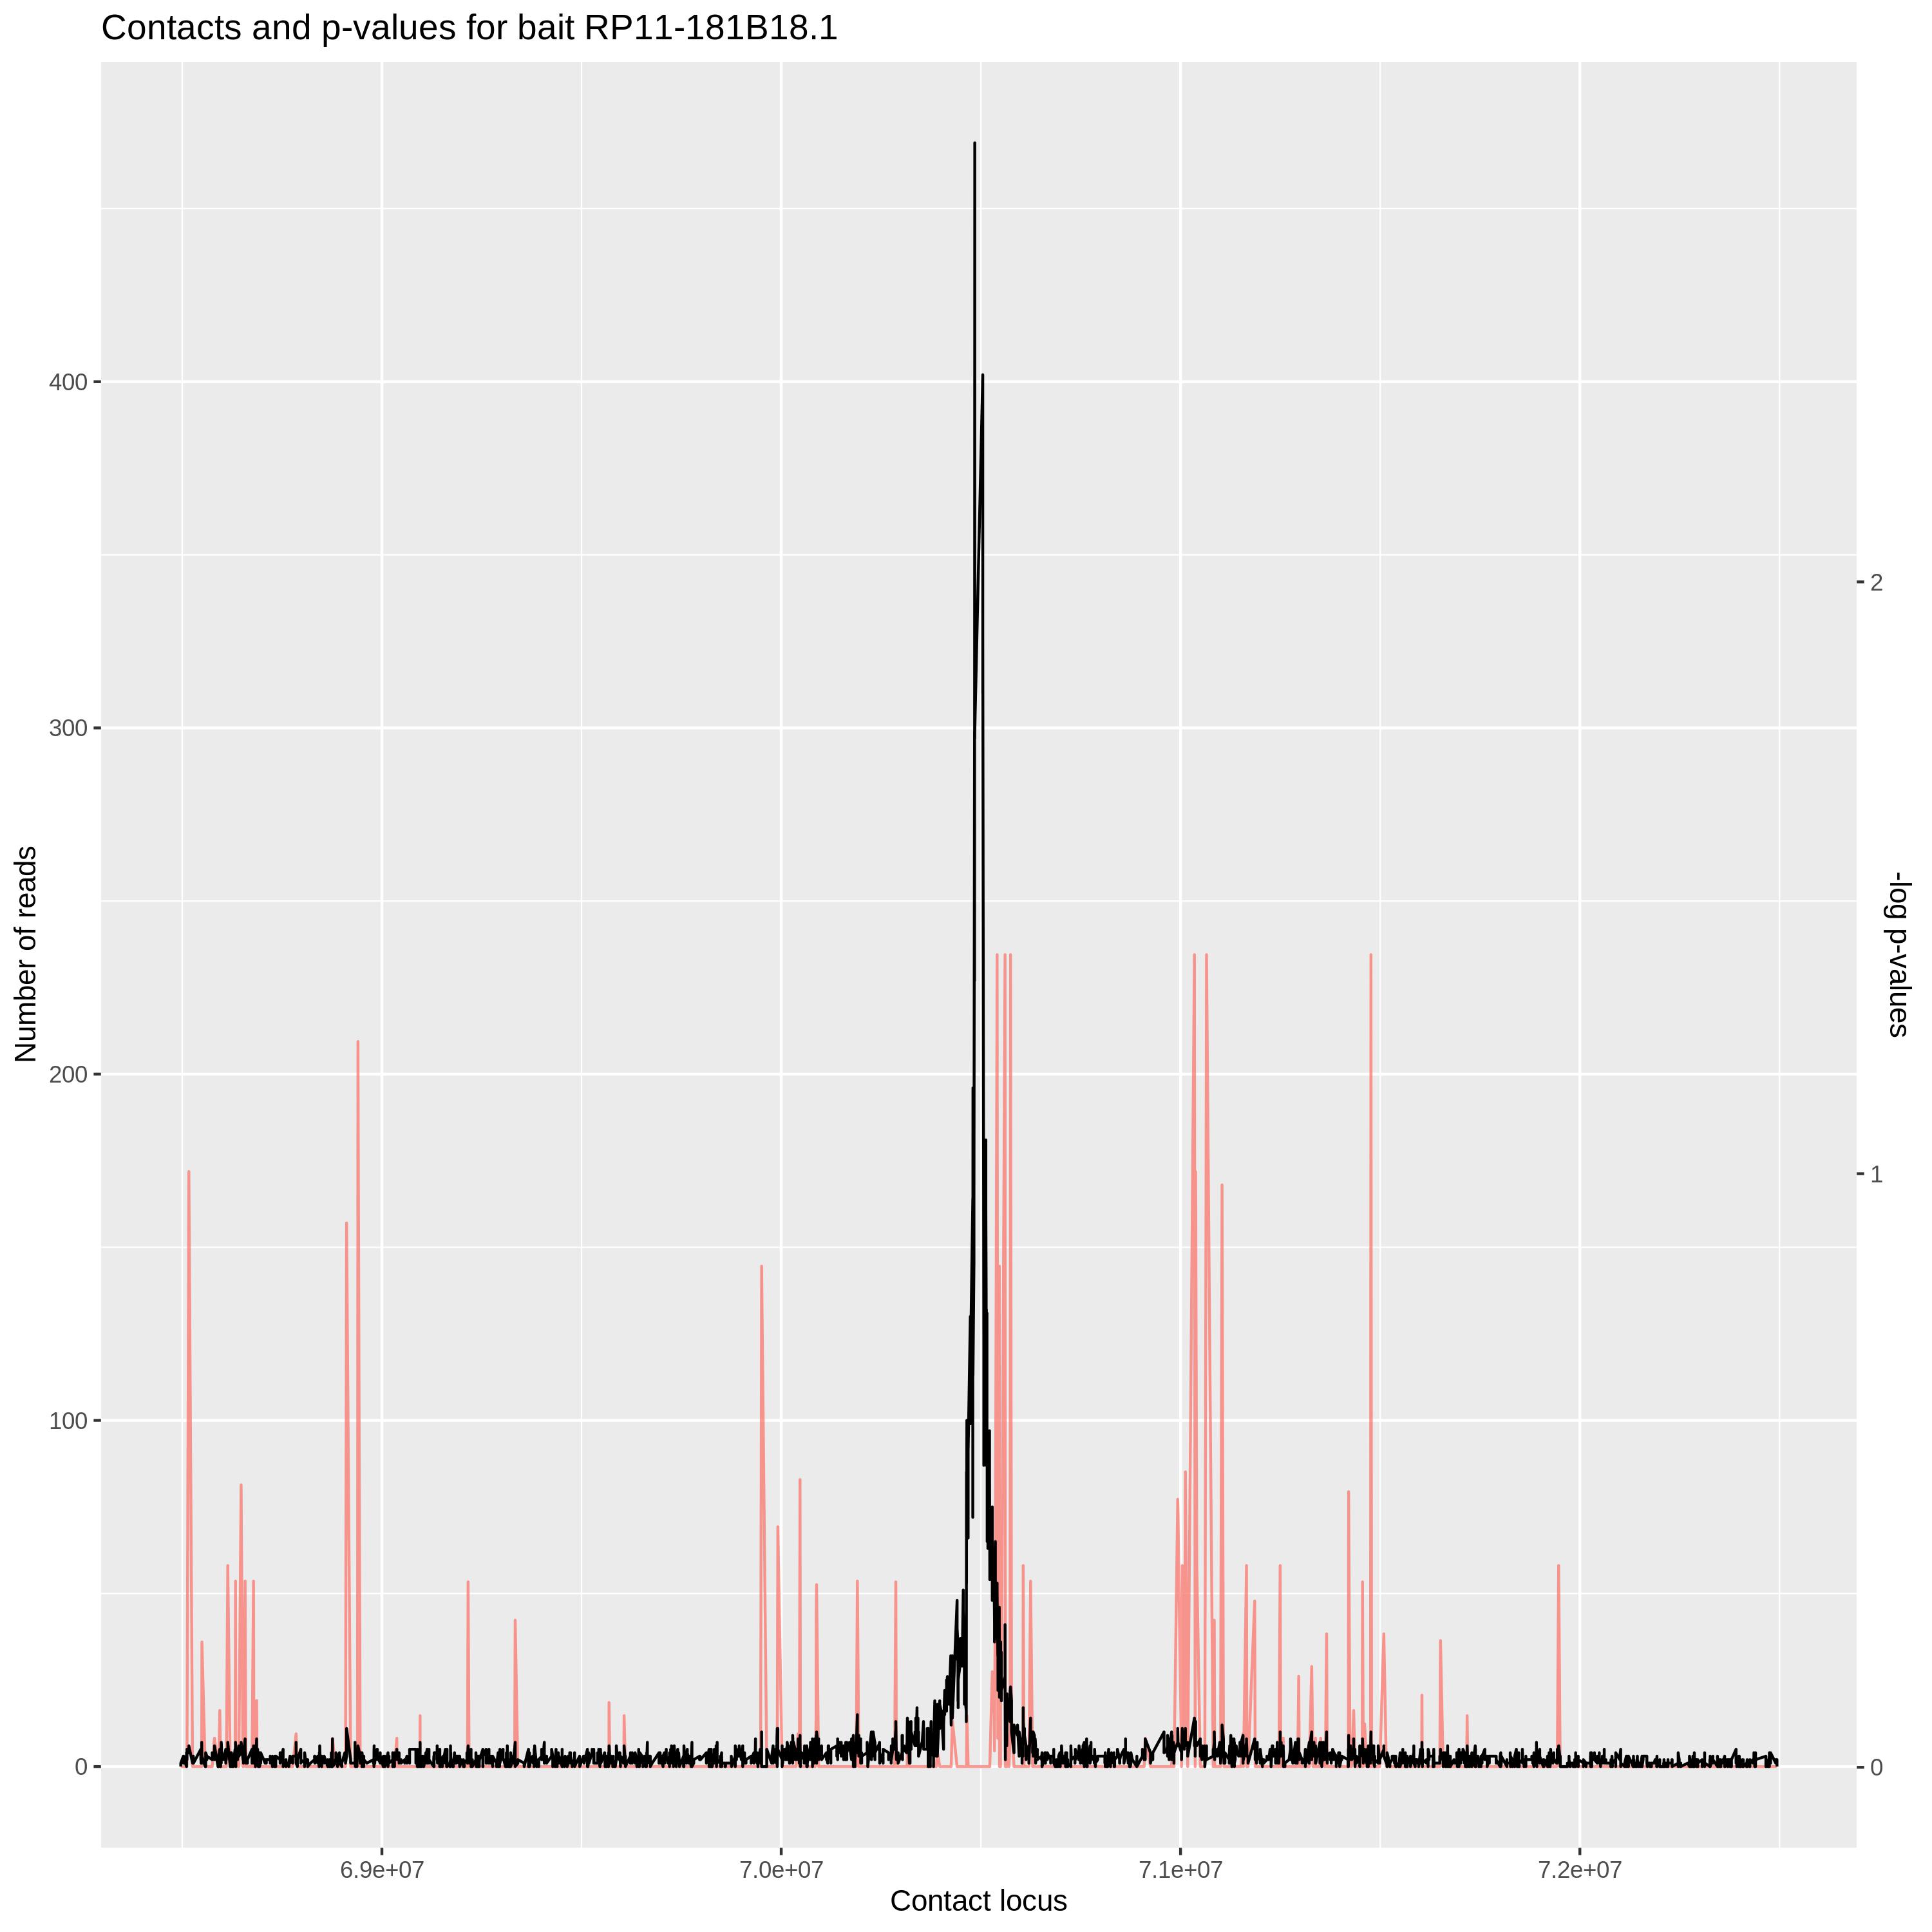 Contacts and p-values for bait RP11-181B18.1
400
300
200
100
0
Number of reads
2
1
0
-log p-values
6.9e+07
7.0e+07
7.1e+07
7.2e+07
Contact locus